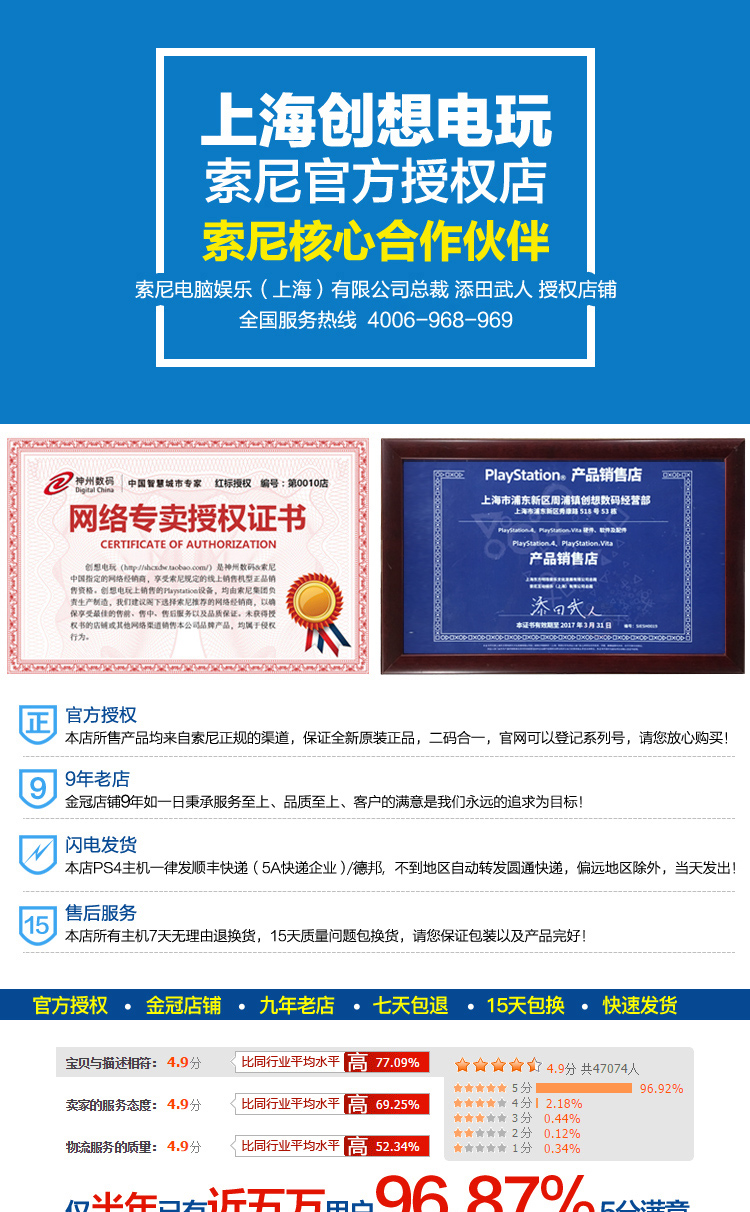 上海创想电玩
索尼官方授权店
索尼核心合作伙伴
索尼电脑娱乐（上海）有限公司总裁 添田武人 授权店铺
全国服务热线 4006-968-969
神州数码
Digital China
中国智慧城市专家 红标授权 编号：第0010店
网络专卖授权证书
CERTIFICATE OF AUTHORIZATION
创想电玩（http://shcxdw.taobao.com/）是神州数码&索尼
中国指定的网络经销商，享受索尼规定的线上销售机型正品销
售资格。创想电玩上销售的Playstation设备，均由索尼集团负
责生产制造，我们建议阁下选择索尼推荐的网络经销商，以确
保享受最佳的售前、售中、售后服务以及品质保证。未获得授
权书的店铺或其他网络渠道销售本公司品牌产品，均属于侵权
行为。
PlayStation® 产品销售店
上海市浦东新区周浦镇创想数码经营部
上海市浦东新区秀康路 518 号 53 栋
PlayStation®4、PlayStation®Vita 硬件、软件及配件
PlayStation®4、PlayStation®Vita
产品销售店
添田武人
本证书有效期至 2017 年 3 月 31 日
正
官方授权
本店所售产品均来自索尼正规的渠道，保证全新原装正品，二码合一，官网可以登记系列号，请您放心购买！
9
9年老店
金冠店铺9年如一日秉承服务至上、品质至上、客户的满意是我们永远的追求为目标！
闪电发货
本店PS4主机一律发顺丰快递（5A快递企业）/德邦，不到地区自动转发圆通快递，偏远地区除外，当天发出！
15
售后服务
本店所有主机7天无理由退换货，15天质量问题包换货，请您保证包装以及产品完好！
官方授权 • 金冠店铺 • 九年老店 • 七天包退 • 15天包换 • 快速发货
宝贝与描述相符：4.9分 比同行业平均水平 高 77.09%
卖家的服务态度：4.9分 比同行业平均水平 高 69.25%
物流服务的质量：4.9分 比同行业平均水平 高 52.34%
4.9分 共47074人
5分 96.92%
4分 2.18%
3分 0.44%
2分 0.12%
1分 0.34%
仅半年已有近五万用户96.87%5分满意